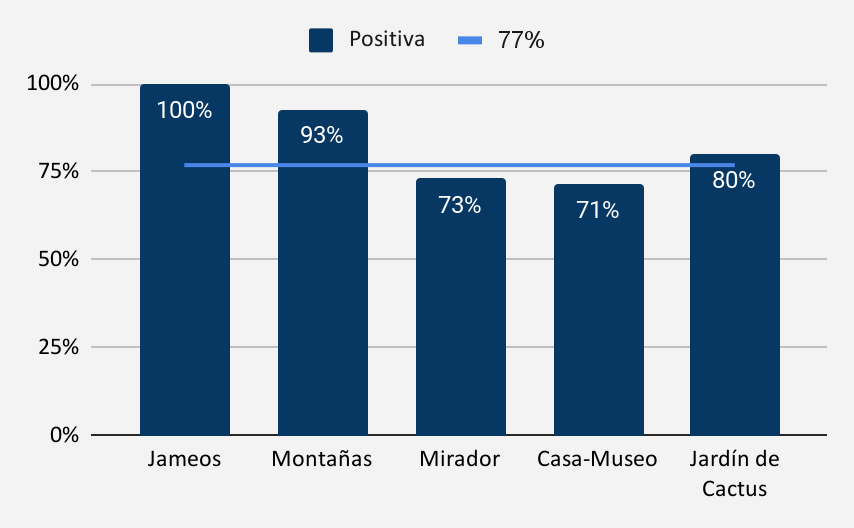 Positiva 77%
100%
75%
50%
25%
0%
100%
93%
73%
71%
80%
Jameos
Montañas
Mirador
Casa-Museo
Jardín de
Cactus